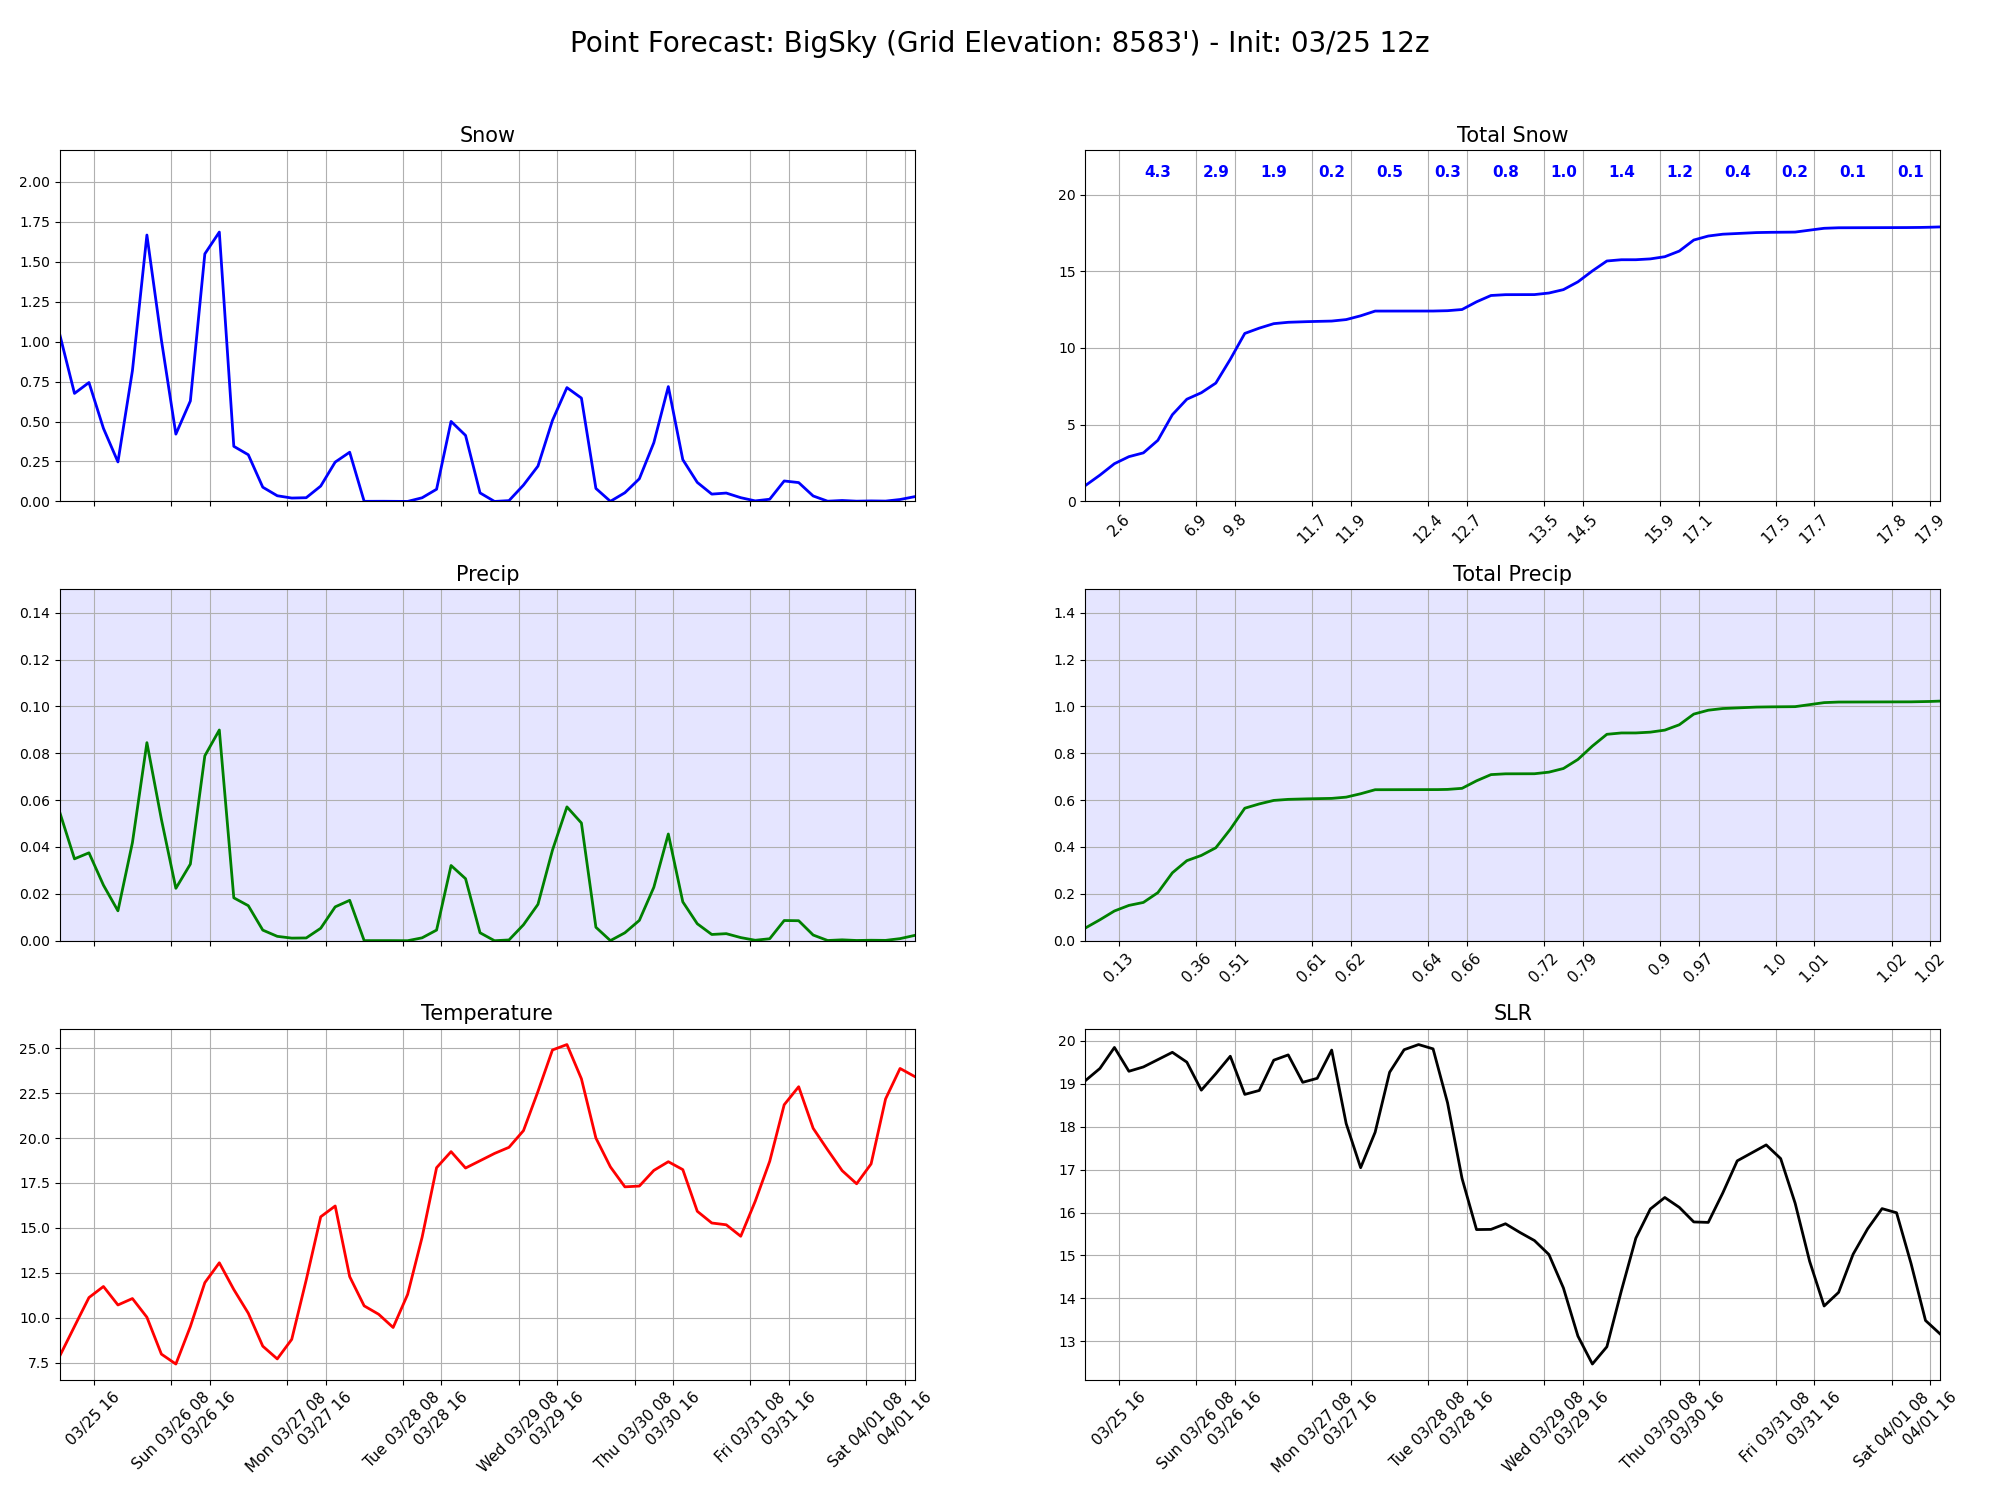 Point Forecast: BigSky (Grid Elevation: 8583') - Init: 03/25 12z
Snow
2.00
1.75
1.50
1.25
1.00
0.75
0.50
0.25
0.00
Total Snow
4.3 2.9 1.9 0.2 0.5 0.3 0.8 1.0 1.4 1.2 0.4 0.2 0.1 0.1
20
15
10
5
0
2.6 6.9 9.8 11.7 11.9 12.4 12.7 13.5 14.5 15.9 17.1 17.5 17.7 17.8 17.9
Precip
0.14
0.12
0.10
0.08
0.06
0.04
0.02
0.00
Total Precip
1.4
1.2
1.0
0.8
0.6
0.4
0.2
0.0
0.13 0.36 0.51 0.61 0.62 0.64 0.66 0.72 0.79 0.9 0.97 1.0 1.01 1.02 1.02
Temperature
25.0
22.5
20.0
17.5
15.0
12.5
10.0
7.5
03/25 16
Sun 03/26 08
03/26 16
Mon 03/27 08
03/27 16
Tue 03/28 08
03/28 16
Wed 03/29 08
03/29 16
Thu 03/30 08
03/30 16
Fri 03/31 08
03/31 16
Sat 04/01 08
04/01 16
SLR
20
19
18
17
16
15
14
13
03/25 16
Sun 03/26 08
03/26 16
Mon 03/27 08
03/27 16
Tue 03/28 08
03/28 16
Wed 03/29 08
03/29 16
Thu 03/30 08
03/30 16
Fri 03/31 08
03/31 16
Sat 04/01 08
04/01 16